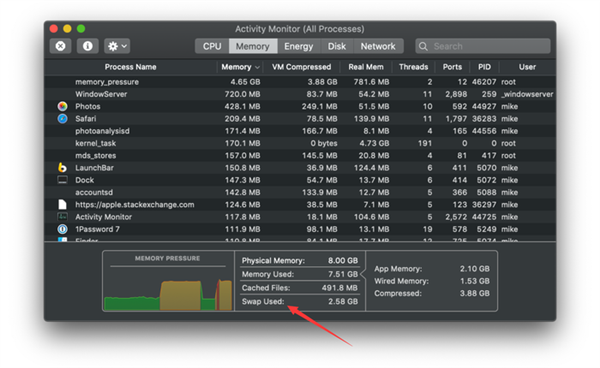 Activity Monitor (All Processes)
CPU Memory Energy Disk Network Search
Process Name Memory VM Compressed Real Mem Threads Ports PID User
memory_pressure 4.65 GB 3.88 GB 781.6 MB 2 12 46207 root
WindowServer 720.0 MB 83.7 MB 54.2 MB 11 2,898 259 _windowserver
Photos 428.1 MB 249.1 MB 51.5 MB 10 592 44927 mike
Safari 209.4 MB 78.5 MB 139.9 MB 11 1,797 273 mike
photoanalysisd 171.4 MB 166.7 MB 8.1 MB 4 165 44556 mike
kernel_task 170.1 MB 0 bytes 4.73 GB 191 0 0 root
mds_stores 157.0 MB 145.5 MB 20.8 MB 4 81 417 root
LaunchBar 150.8 MB 36.9 MB 124.4 MB 6 411 5070 mike
Dock 147.3 MB 54.7 MB 13.7 MB 4 414 5072 mike
accountsd 142.8 MB 133.9 MB 12.7 MB 5 366 5088 mike
https://apple.stackexchange.com 124.6 MB 38.5 MB 7.1 MB 5 123 36297 mike
Activity Monitor 117.8 MB 18.1 MB 104.6 MB 5 2,572 44725 mike
1Password 7 111.9 MB 98.1 MB 30.1 MB 19 578 5249 mike
Finder
MEMORY PRESSURE
Physical Memory: 8.00 GB
Memory Used: 7.51 GB
Cached Files: 491.8 MB
Swap Used: 2.58 GB
App Memory: 2.10 GB
Wired Memory: 1.53 GB
Compressed: 3.88 GB